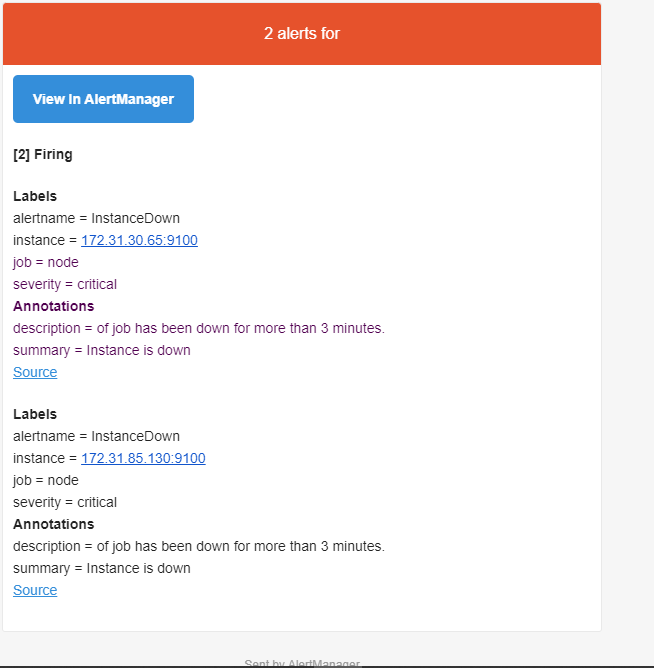 2 alerts for
View In AlertManager
[2] Firing
Labels
alertname = InstanceDown
instance = 172.31.30.65:9100
job = node
severity = critical
Annotations
description = of job has been down for more than 3 minutes.
summary = Instance is down
Source
Labels
alertname = InstanceDown
instance = 172.31.85.130:9100
job = node
severity = critical
Annotations
description = of job has been down for more than 3 minutes.
summary = Instance is down
Source
Sent by AlertManager